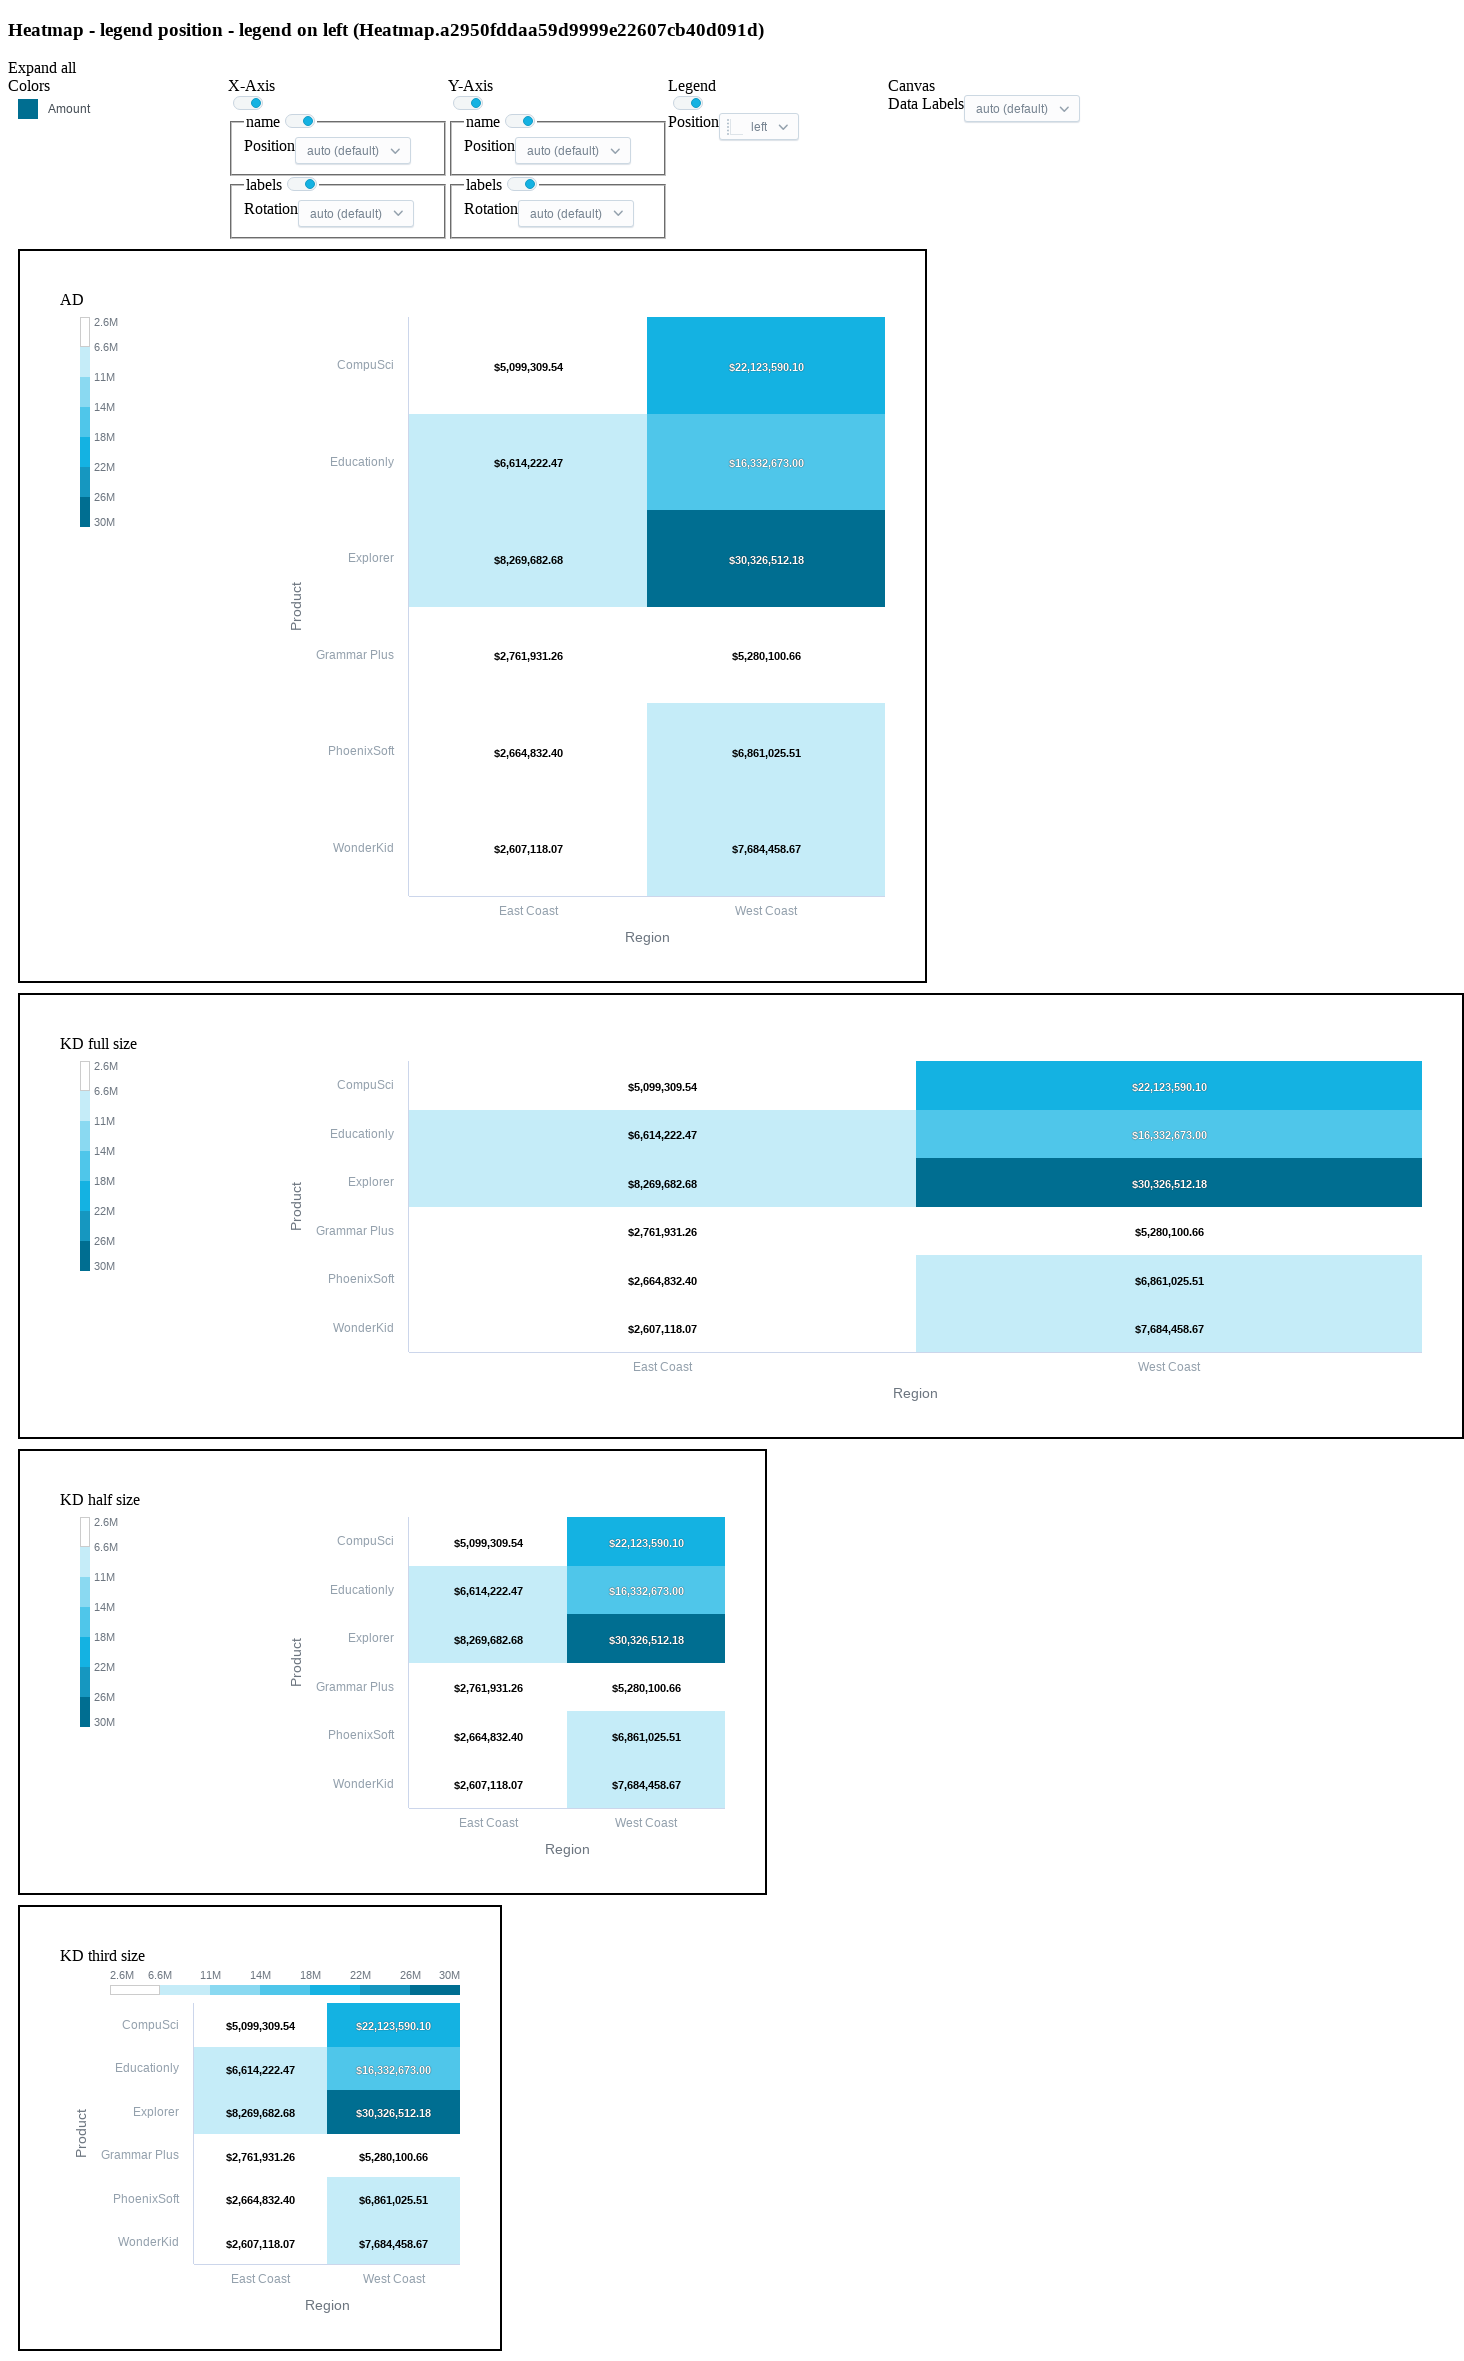 Heatmap - legend position - legend on left (Heatmap.a2950fddaa59d9999e22607cb40d091d)
Expand all
Colors
Amount
X-Axis
name
Position auto (default)
labels
Rotation auto (default)
Y-Axis
name
Position auto (default)
labels
Rotation auto (default)
Legend
Position left
Canvas
Data Labels auto (default)
AD
2.6M
6.6M
11M
14M
18M
22M
26M
30M
Product
CompuSci $5,099,309.54 $22,123,590.10
Educationly $6,614,222.47 $16,332,673.00
Explorer $8,269,682.68 $30,326,512.18
Grammar Plus $2,761,931.26 $5,280,100.66
PhoenixSoft $2,664,832.40 $6,861,025.51
WonderKid $2,607,118.07 $7,684,458.67
East Coast West Coast
Region
KD full size
2.6M
6.6M
11M
14M
18M
22M
26M
30M
Product
CompuSci $5,099,309.54 $22,123,590.10
Educationly $6,614,222.47 $16,332,673.00
Explorer $8,269,682.68 $30,326,512.18
Grammar Plus $2,761,931.26 $5,280,100.66
PhoenixSoft $2,664,832.40 $6,861,025.51
WonderKid $2,607,118.07 $7,684,458.67
East Coast West Coast
Region
KD half size
2.6M
6.6M
11M
14M
18M
22M
26M
30M
Product
CompuSci $5,099,309.54 $22,123,590.10
Educationly $6,614,222.47 $16,332,673.00
Explorer $8,269,682.68 $30,326,512.18
Grammar Plus $2,761,931.26 $5,280,100.66
PhoenixSoft $2,664,832.40 $6,861,025.51
WonderKid $2,607,118.07 $7,684,458.67
East Coast West Coast
Region
KD third size
2.6M 6.6M 11M 14M 18M 22M 26M 30M
Product
CompuSci $5,099,309.54 $22,123,590.10
Educationly $6,614,222.47 $16,332,673.00
Explorer $8,269,682.68 $30,326,512.18
Grammar Plus $2,761,931.26 $5,280,100.66
PhoenixSoft $2,664,832.40 $6,861,025.51
WonderKid $2,607,118.07 $7,684,458.67
East Coast West Coast
Region